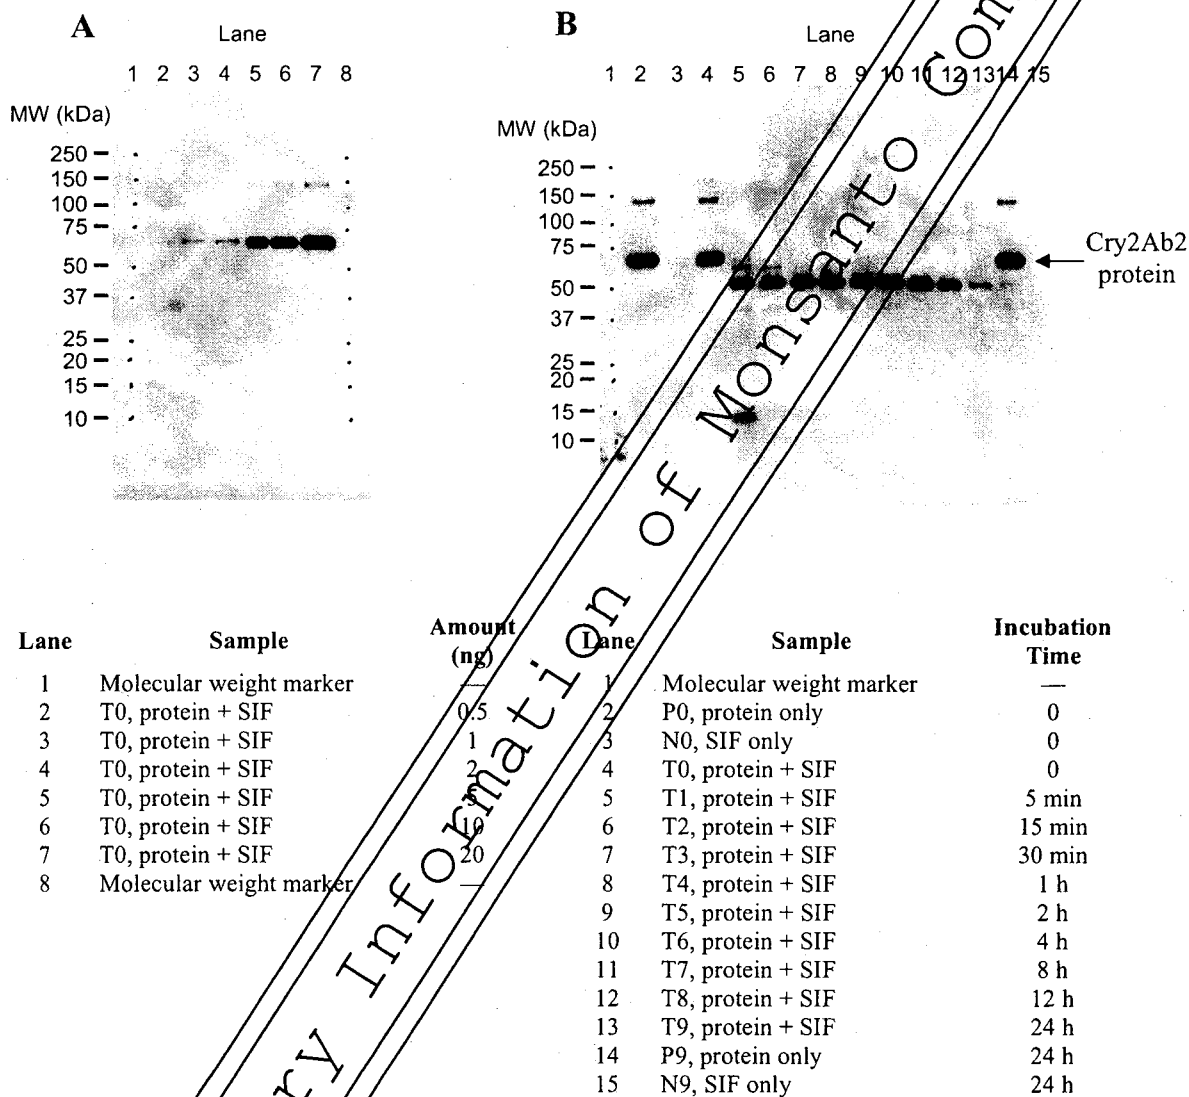 A
Lane
1 2 3 4 5 6 7 8
MW (kDa)
250
150
100
75
50
37
25
20
15
10
B
Lane
1 2 3 4 5 6 7 8 9 10 11 12 13 14 15
MW (kDa)
250
150
100
75
50
37
25
20
15
10
Cry2Ab2
protein
Lane Sample Amount (ng)
1 Molecular weight marker —
2 T0, protein + SIF 0.5
3 T0, protein + SIF 1
4 T0, protein + SIF 2
5 T0, protein + SIF
6 T0, protein + SIF 10
7 T0, protein + SIF 20
8 Molecular weight marker —
Lane Sample Incubation Time
1 Molecular weight marker —
2 P0, protein only 0
3 N0, SIF only 0
4 T0, protein + SIF 0
5 T1, protein + SIF 5 min
6 T2, protein + SIF 15 min
7 T3, protein + SIF 30 min
8 T4, protein + SIF 1 h
9 T5, protein + SIF 2 h
10 T6, protein + SIF 4 h
11 T7, protein + SIF 8 h
12 T8, protein + SIF 12 h
13 T9, protein + SIF 24 h
14 P9, protein only 24 h
15 N9, SIF only 24 h
ry Information of Monsanto Com